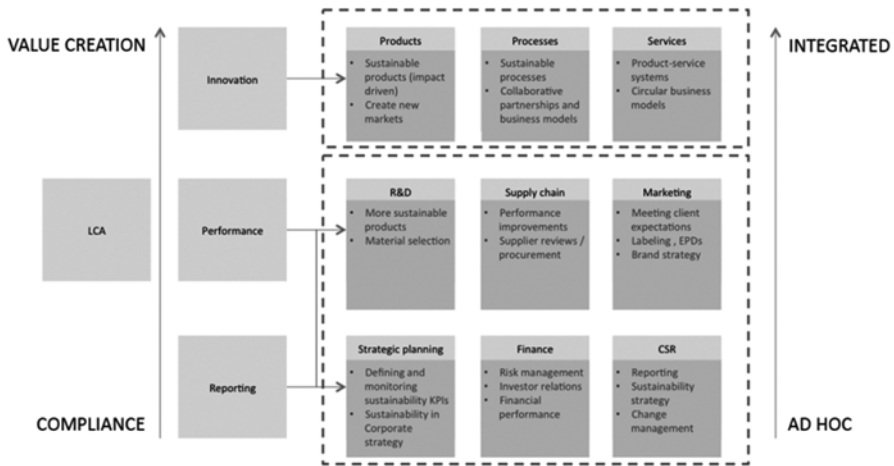 VALUE CREATION
INTEGRATED
Innovation
Products
• Sustainable
products (impact
driven)
• Create new
markets
Processes
• Sustainable
processes
• Collaborative
partnerships and
business models
Services
• Product-service
systems
• Circular business
models
LCA
Performance
R&D
• More sustainable
products
• Material selection
Supply chain
• Performance
improvements
• Supplier reviews /
procurement
Marketing
• Meeting client
expectations
• Labeling , EPDs
• Brand strategy
Reporting
Strategic planning
• Defining and
monitoring
sustainability KPIs
• Sustainability in
Corporate
strategy
Finance
• Risk management
• Investor relations
• Financial
performance
CSR
• Reporting
• Sustainability
strategy
• Change
management
COMPLIANCE
AD HOC